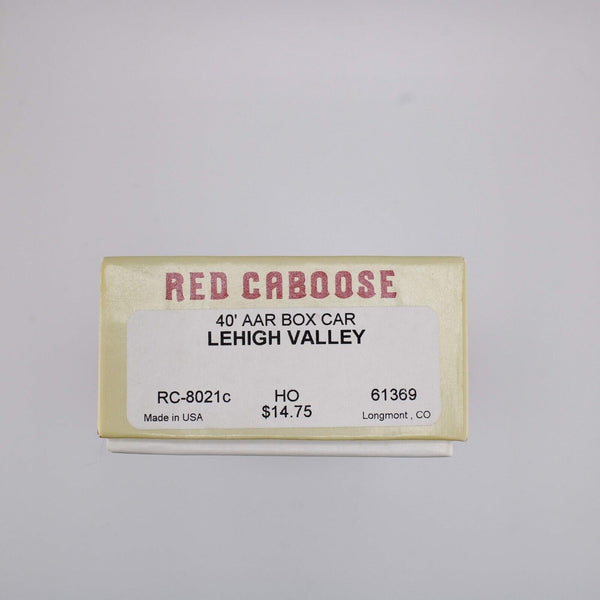 RED CABOOSE
40' AAR BOX CAR
LEHIGH VALLEY
RC-8021c HO 61369
$14.75
Made in USA Longmont , CO